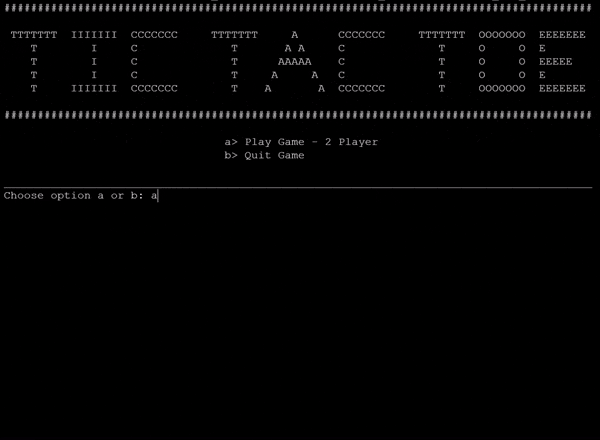 ########################################################################################
TTTTTTT  IIIIIII  CCCCCCC     TTTTTTT     A      CCCCCCC     TTTTTTT  OOOOOOO  EEEEEEE
   T        I     C              T       A A     C              T     O     O  E
   T        I     C              T      AAAAA    C              T     O     O  EEEEE
   T        I     C              T     A     A   C              T     O     O  E
   T     IIIIIII  CCCCCCC        T    A       A  CCCCCCC        T     OOOOOOO  EEEEEEE
########################################################################################
a> Play Game - 2 Player
b> Quit Game
Choose option a or b: a